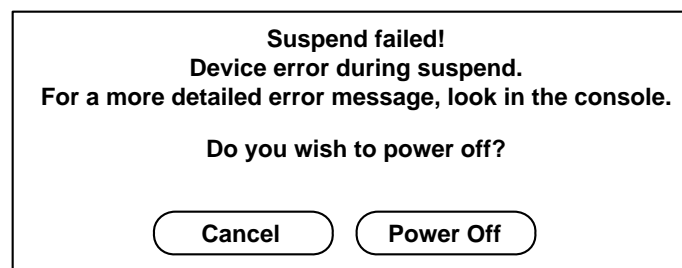 Suspend failed!
Device error during suspend.
For a more detailed error message, look in the console.
Do you wish to power off?
Cancel
Power Off